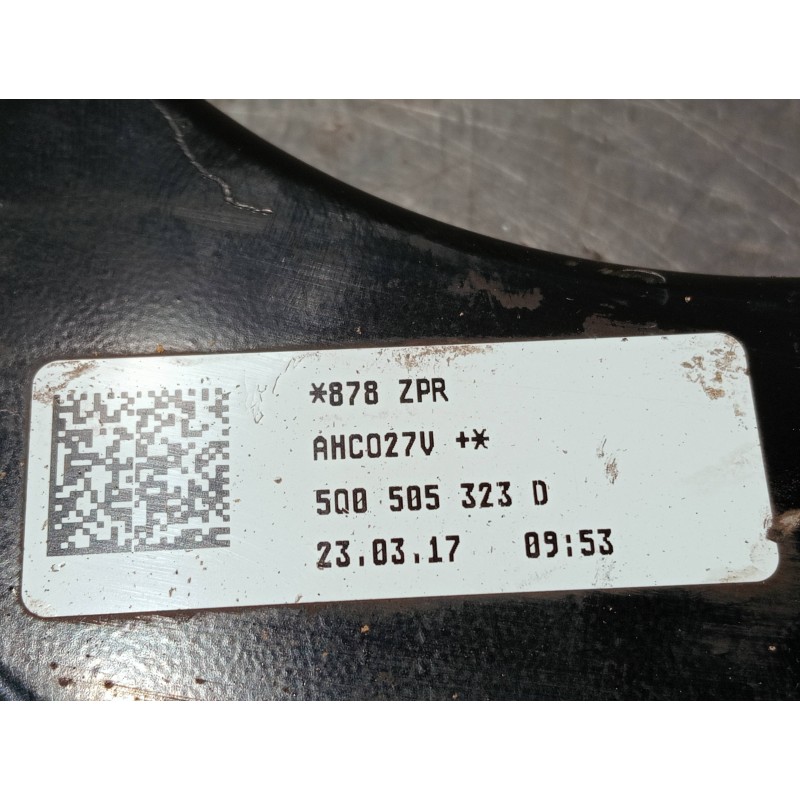 *878 ZPR
AHC027V +*
5Q0 505 323 D
23.03.17 09:53